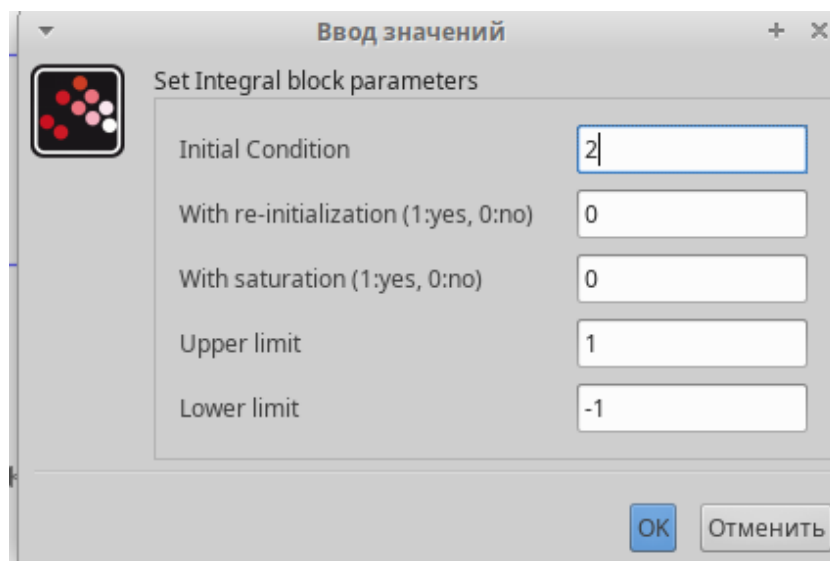 Ввод значений
Set Integral block parameters
Initial Condition 2
With re-initialization (1:yes, 0:no) 0
With saturation (1:yes, 0:no) 0
Upper limit 1
Lower limit -1
OK Отменить